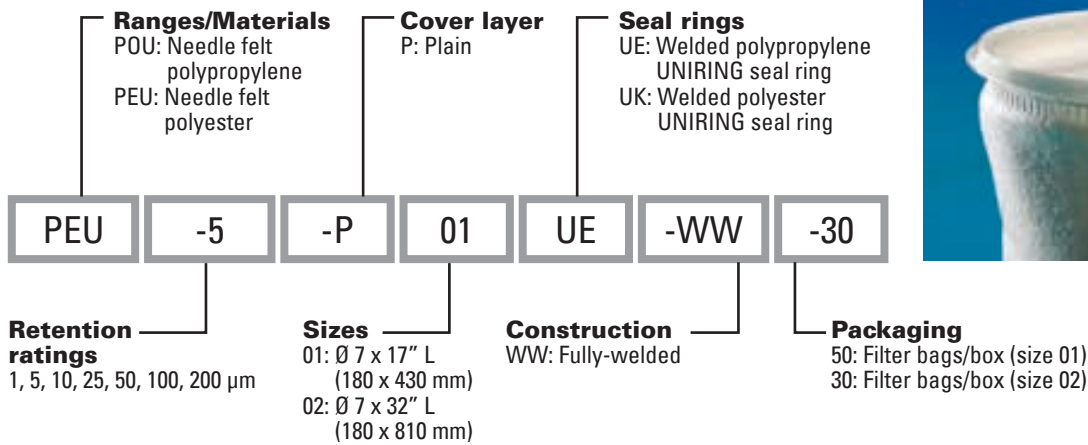 Ranges/Materials
POU: Needle felt
polypropylene
PEU: Needle felt
polyester
Cover layer
P: Plain
Seal rings
UE: Welded polypropylene
UNIRING seal ring
UK: Welded polyester
UNIRING seal ring
PEU -5 -P 01 UE -WW -30
Retention
ratings
1, 5, 10, 25, 50, 100, 200 µm
Sizes
01: Ø 7 x 17” L
(180 x 430 mm)
02: Ø 7 x 32” L
(180 x 810 mm)
Construction
WW: Fully-welded
Packaging
50: Filter bags/box (size 01)
30: Filter bags/box (size 02)